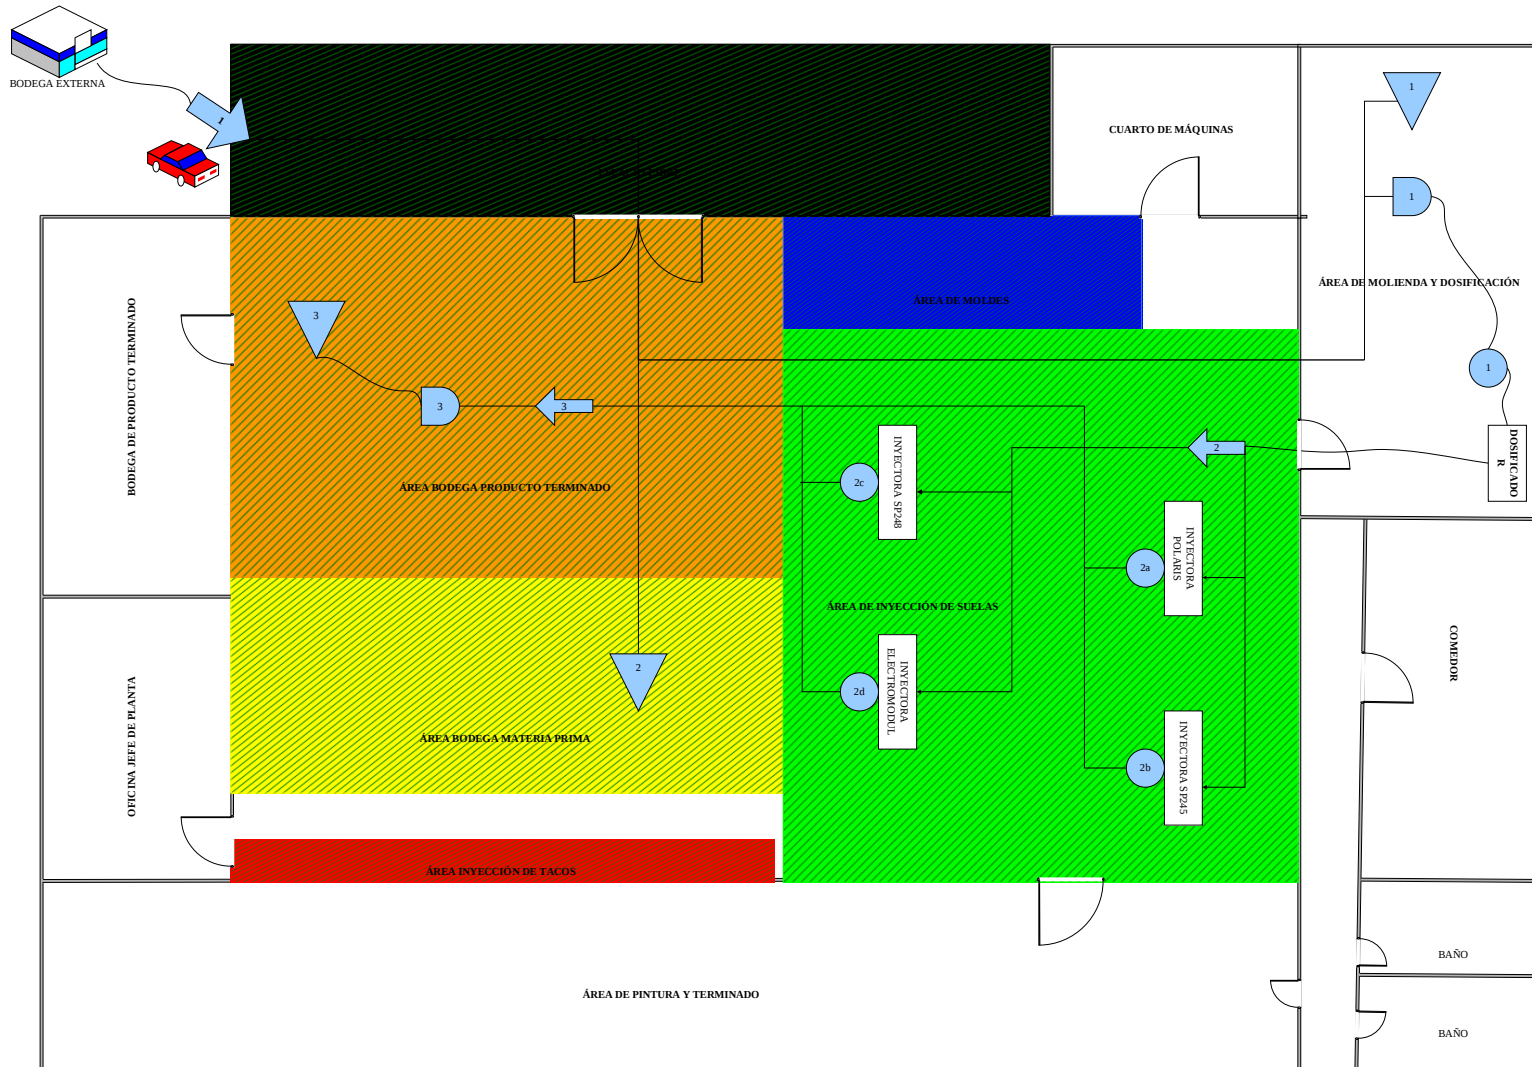 BODEGA EXTERNA
1
CUARTO DE MÁQUINAS
1
1
ÁREA DE MOLIENDA Y DOSIFICACIÓN
1
DOSIFICADO
R
ÁREA DE MOLDES
BODEGA DE PRODUCTO TERMINADO
3
3
3
ÁREA BODEGA PRODUCTO TERMINADO
2
2c
INYECTORA SP248
INYECTORA
POLARIS
2a
ÁREA DE INYECCIÓN DE SUELAS
2d
INYECTORA
ELECTROMODUL
2b
INYECTORA SP245
COMEDOR
OFICINA JEFE DE PLANTA
2
ÁREA BODEGA MATERIA PRIMA
ÁREA INYECCIÓN DE TACOS
ÁREA DE PINTURA Y TERMINADO
BAÑO
BAÑO